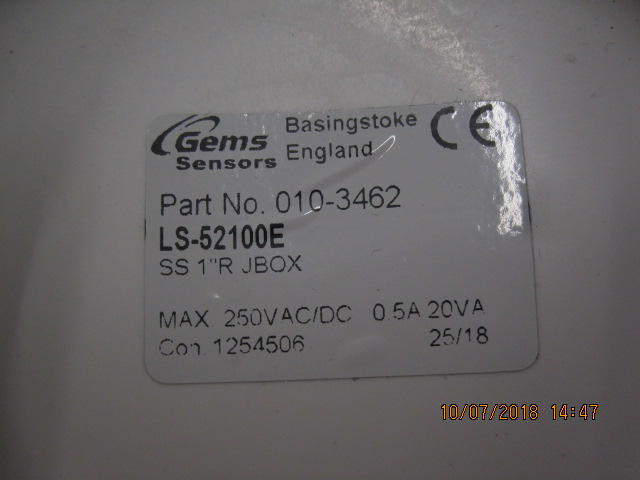 Gems
Sensors
Basingstoke
England
CE
Part No. 010-3462
LS-52100E
SS 1"R JBOX
MAX. 250VAC/DC 0.5A 20VA
Con. 1254506 25/18
10/07/2018 14:47